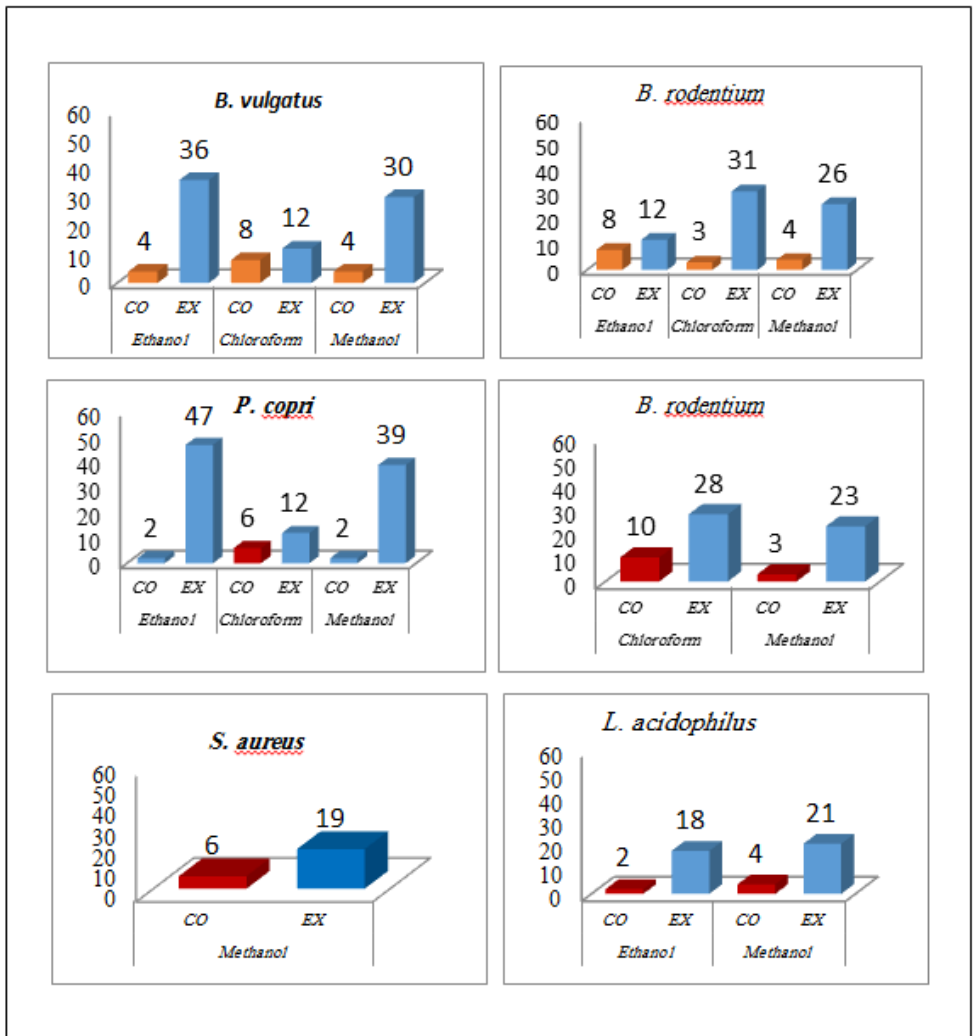 B. vulgatus
60
50
40
30
20
10
0
4 36 8 12 4 30
CO EX CO EX CO EX
Ethanol Chloroform Methanol
B. rodentium
60
50
40
30
20
10
0
8 12 3 31 4 26
CO EX CO EX CO EX
Ethanol Chloroform Methanol
P. copri
60
50
40
30
20
10
0
2 47 6 12 2 39
CO EX CO EX CO EX
Ethanol Chloroform Methanol
B. rodentium
60
50
40
30
20
10
0
10 28 3 23
CO EX CO EX
Chloroform Methanol
S. aureus
60
50
40
30
20
10
0
6 19
CO EX
Methanol
L. acidophilus
60
50
40
30
20
10
0
2 18 4 21
CO EX CO EX
Ethanol Methanol